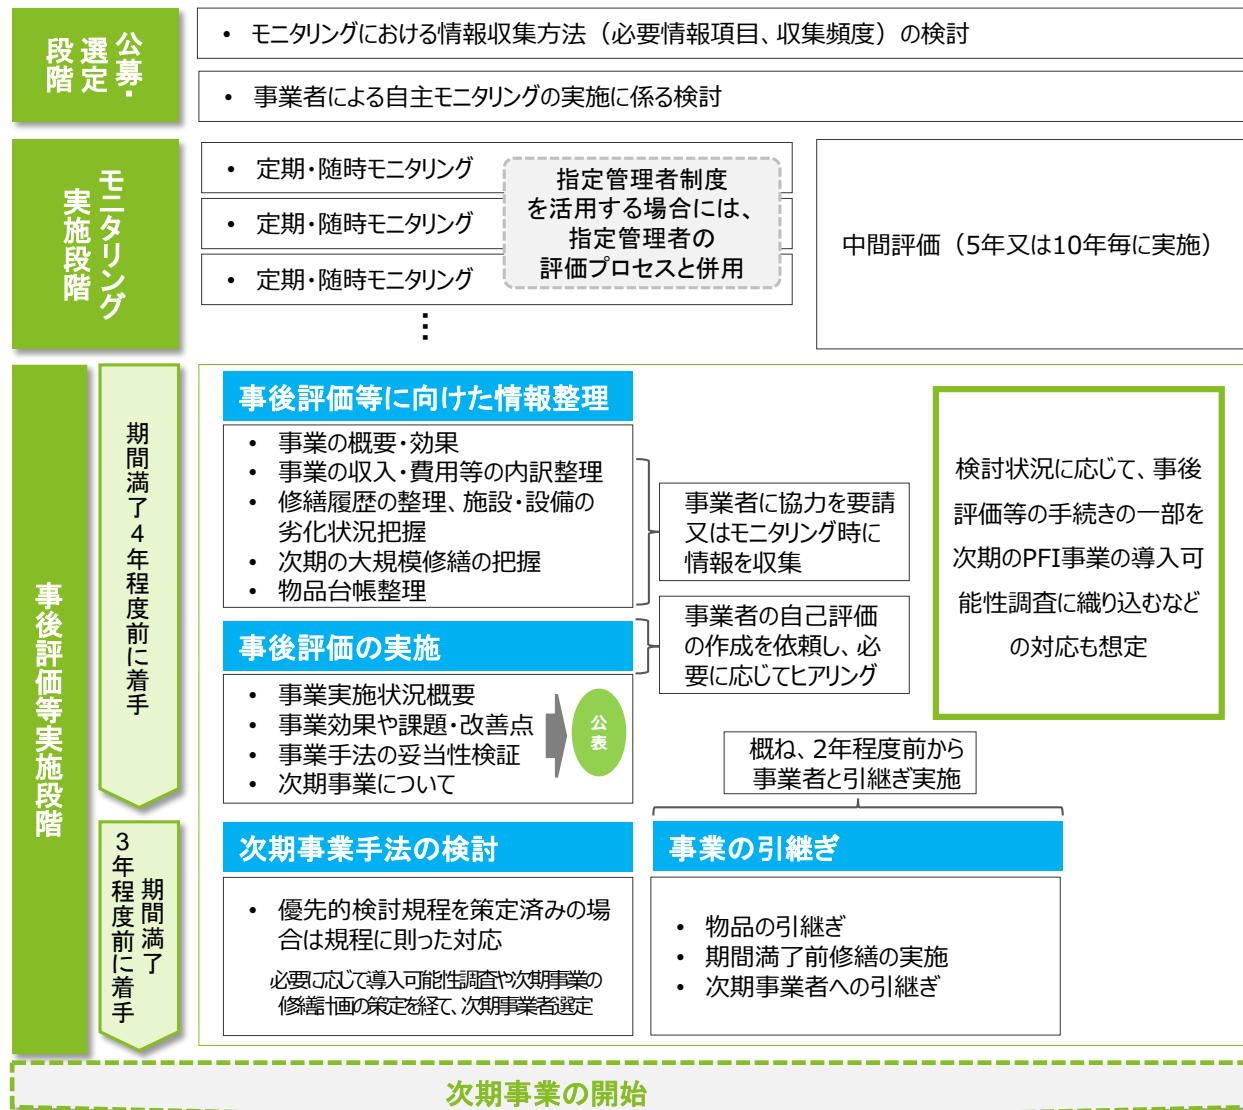 公募・
選定
段階
• モニタリングにおける情報収集方法（必要情報項目、収集頻度）の検討
• 事業者による自主モニタリングの実施に係る検討
モニタリング
実施段階
• 定期・随時モニタリング
• 定期・随時モニタリング
• 定期・随時モニタリング
⋮
指定管理者制度
を活用する場合には、
指定管理者の
評価プロセスと併用
中間評価（5年又は10年毎に実施）
事後評価等実施段階
期間満了４年程度前に着手
事後評価等に向けた情報整理
• 事業の概要・効果
• 事業の収入・費用等の内訳整理
• 修繕履歴の整理、施設・設備の
劣化状況把握
• 次期の大規模修繕の把握
• 物品台帳整理
事業者に協力を要請
又はモニタリング時に
情報を収集
検討状況に応じて、事後
評価等の手続きの一部を
次期のPFI事業の導入可
能性調査に織り込むなど
の対応も想定
事後評価の実施
事業者の自己評価
の作成を依頼し、必
要に応じてヒアリング
• 事業実施状況概要
• 事業効果や課題・改善点
• 事業手法の妥当性検証
• 次期事業について
公
表
概ね、2年程度前から
事業者と引継ぎ実施
期間満了
３年程度前に着手
次期事業手法の検討
• 優先的検討規程を策定済みの場
合は規程に則った対応
必要に応じて導入可能性調査や次期事業の
修繕計画の策定を経て、次期事業者選定
事業の引継ぎ
• 物品の引継ぎ
• 期間満了前修繕の実施
• 次期事業者への引継ぎ
次期事業の開始